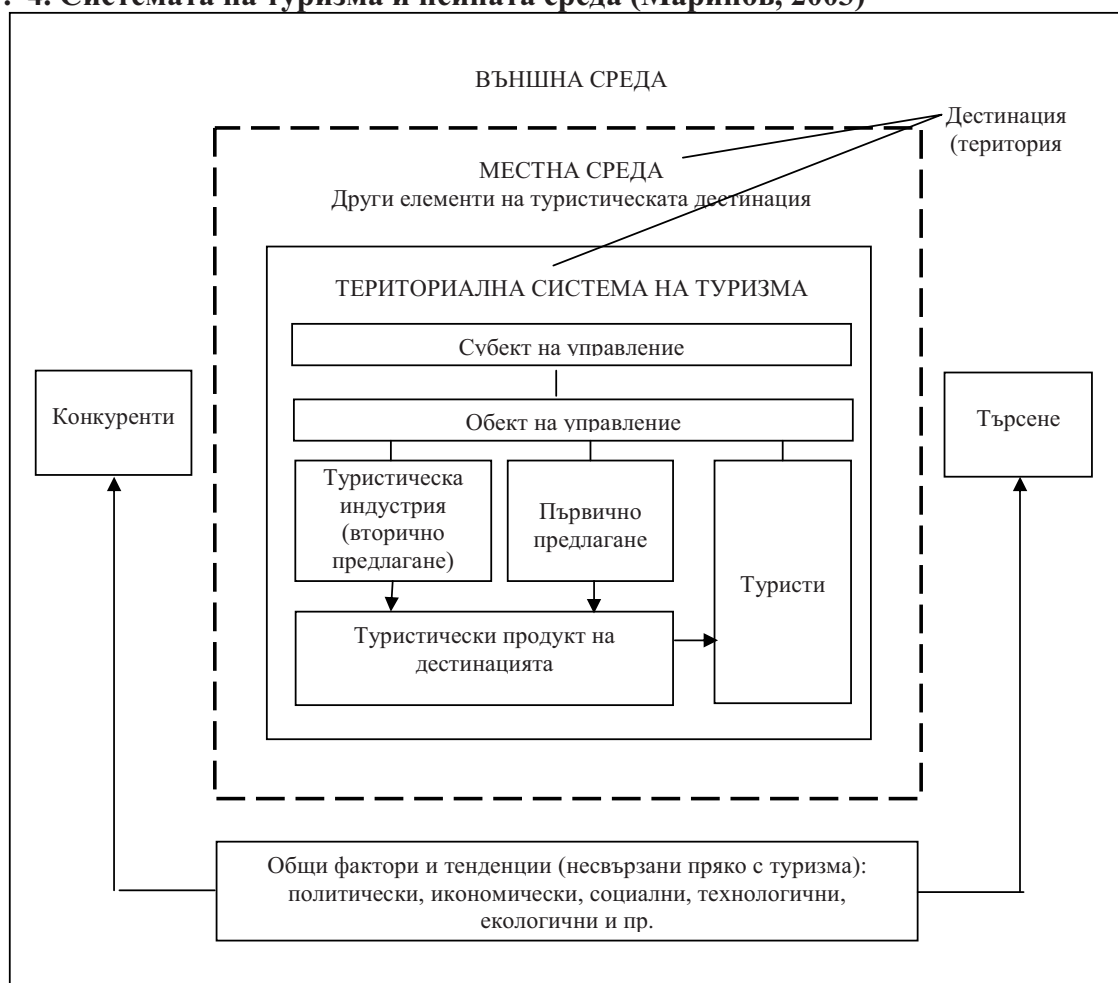 4. Системата на туризма и нейната среда (Маринов, 2003)
ВЪНШНА СРЕДА
Дестинация
(територия
МЕСТНА СРЕДА
Други елементи на туристическата дестинация
ТЕРИТОРИАЛНА СИСТЕМА НА ТУРИЗМА
Субект на управление
Обект на управление
Конкуренти
Търсене
Туристическа
индустрия
(вторично
предлагане)
Първично
предлагане
Туристи
Туристически продукт на
дестинацията
Общи фактори и тенденции (несвързани пряко с туризма):
политически, икономически, социални, технологични,
екологични и пр.